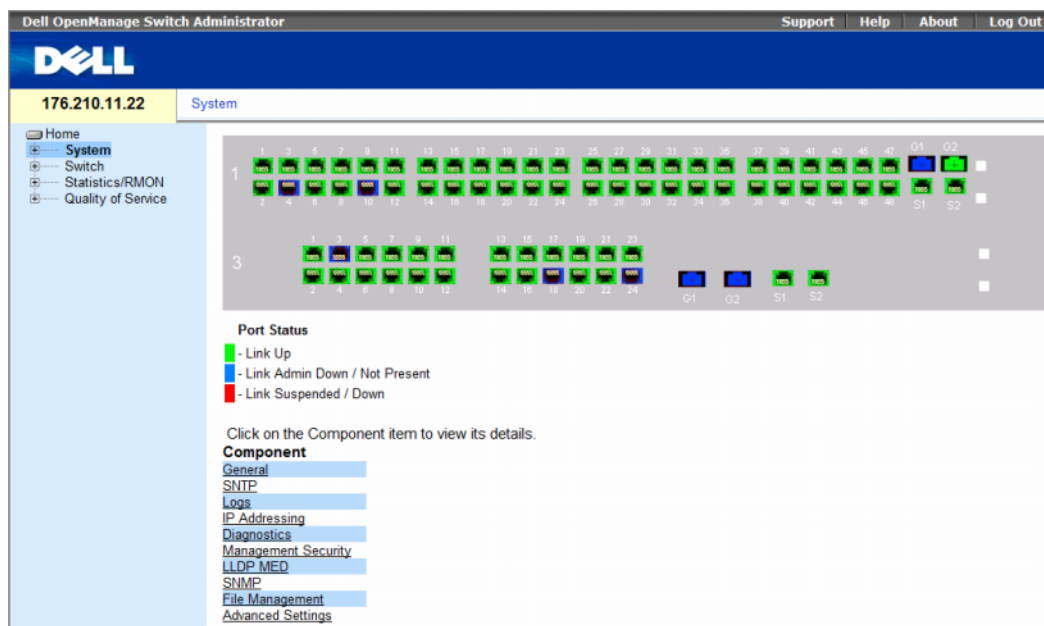 Dell OpenManage Switch Administrator
Support Help About Log Out
DELL
176.210.11.22
System
Home
System
Switch
Statistics/RMON
Quality of Service
1 3 5 7 9 11 13 15 17 19 21 23 25 27 29 31 33 35 37 39 41 43 45 47 G1 G2
1
2 4 6 8 10 12 14 16 18 20 22 24 26 28 30 32 34 36 38 40 42 44 46 48 S1 S2
1 3 5 7 9 11 13 15 17 19 21 23
3
2 4 6 8 10 12 14 16 18 20 22 24 G1 G2 S1 S2
Port Status
- Link Up
- Link Admin Down / Not Present
- Link Suspended / Down
Click on the Component item to view its details.
Component
General
SNTP
Logs
IP Addressing
Diagnostics
Management Security
LLDP MED
SNMP
File Management
Advanced Settings